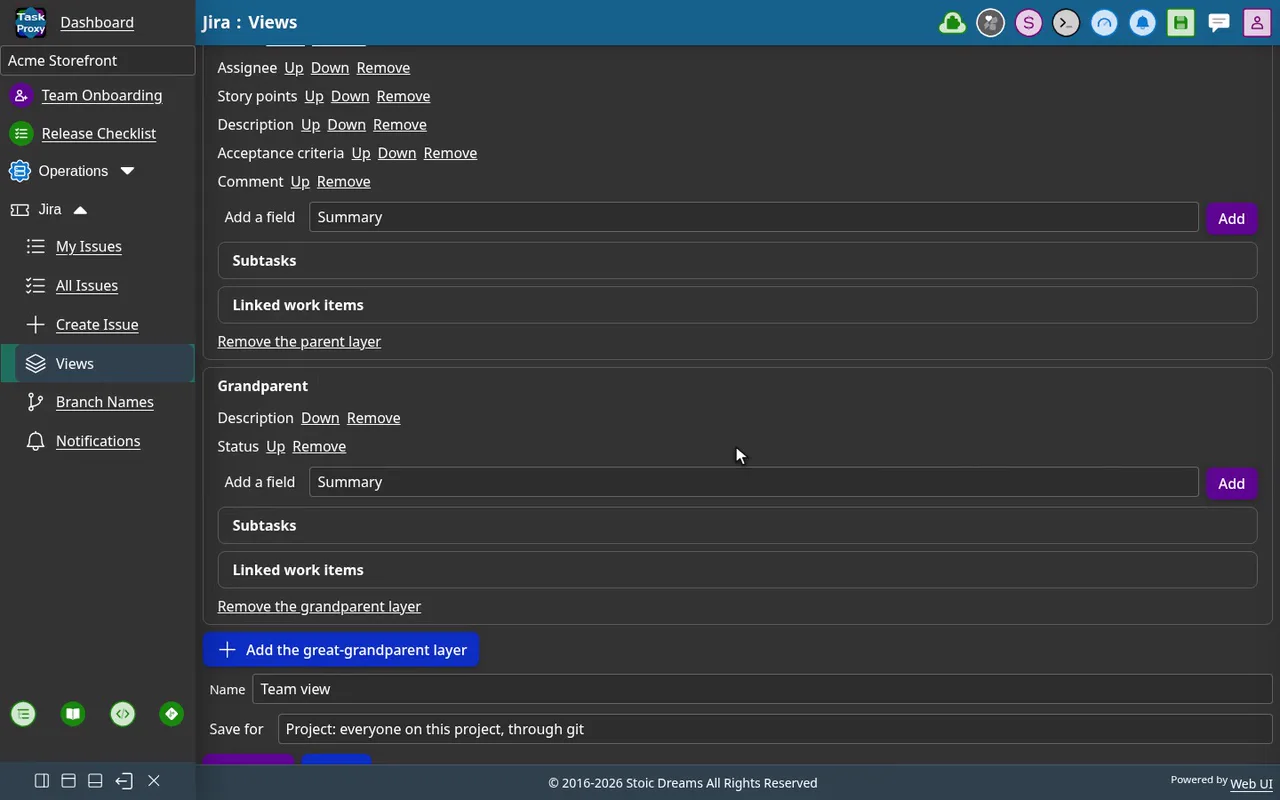 Task Proxy
Dashboard
Jira : Views
S
Acme Storefront
Team Onboarding
Release Checklist
Operations
Jira
My Issues
All Issues
Create Issue
Views
Branch Names
Notifications
Assignee Up Down Remove
Story points Up Down Remove
Description Up Down Remove
Acceptance criteria Up Down Remove
Comment Up Remove
Add a field Summary Add
Subtasks
Linked work items
Remove the parent layer
Grandparent
Description Down Remove
Status Up Remove
Add a field Summary Add
Subtasks
Linked work items
Remove the grandparent layer
Add the great-grandparent layer
Name Team view
Save for Project: everyone on this project, through git
© 2016-2026 Stoic Dreams All Rights Reserved
Powered by Web UI